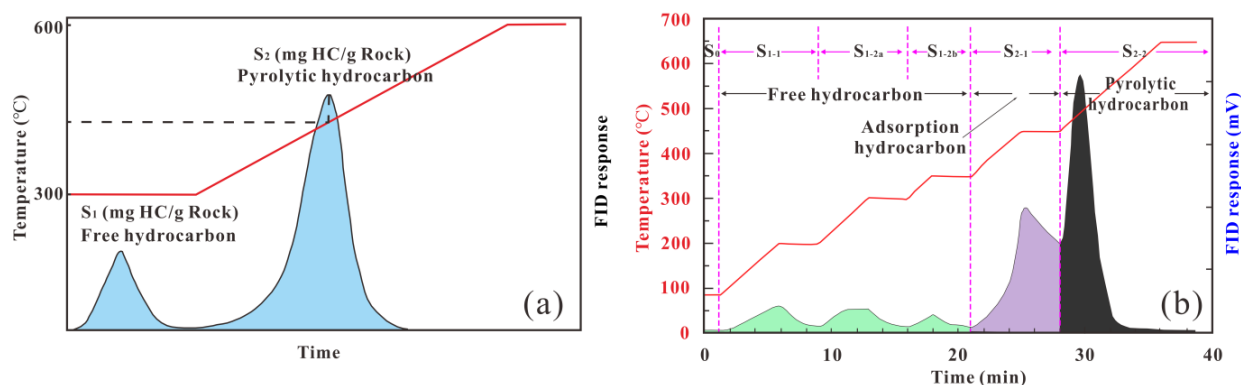 600
300
Temperature (℃)
S₂ (mg HC/g Rock)
Pyrolytic hydrocarbon
S₁ (mg HC/g Rock)
Free hydrocarbon
(a)
Time
FID response
700
600
500
400
300
200
100
0
Temperature (℃)
S₀
S₁₋₁
S₁₋₂ₐ
S₁₋₂b
S₂₋₁
S₂₋₂
Free hydrocarbon
Adsorption
hydrocarbon
Pyrolytic
hydrocarbon
(b)
0 10 20 30 40
Time (min)
FID response (mV)